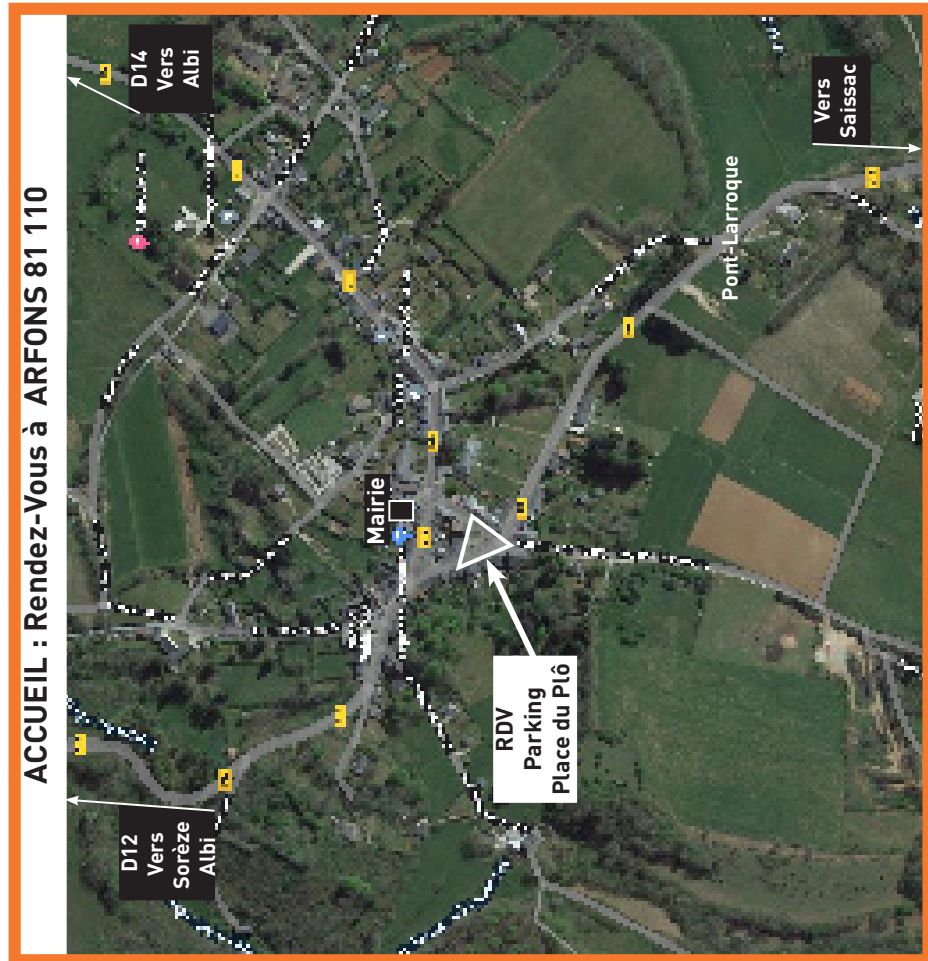 ACCUEIL : Rendez-Vous à ARFONS 81 110
D12
Vers
Sorèze
Albi
D14
Vers
Albi
Mairie
RDV
Parking
Place du Plô
Pont-Larroque
Vers
Saissac